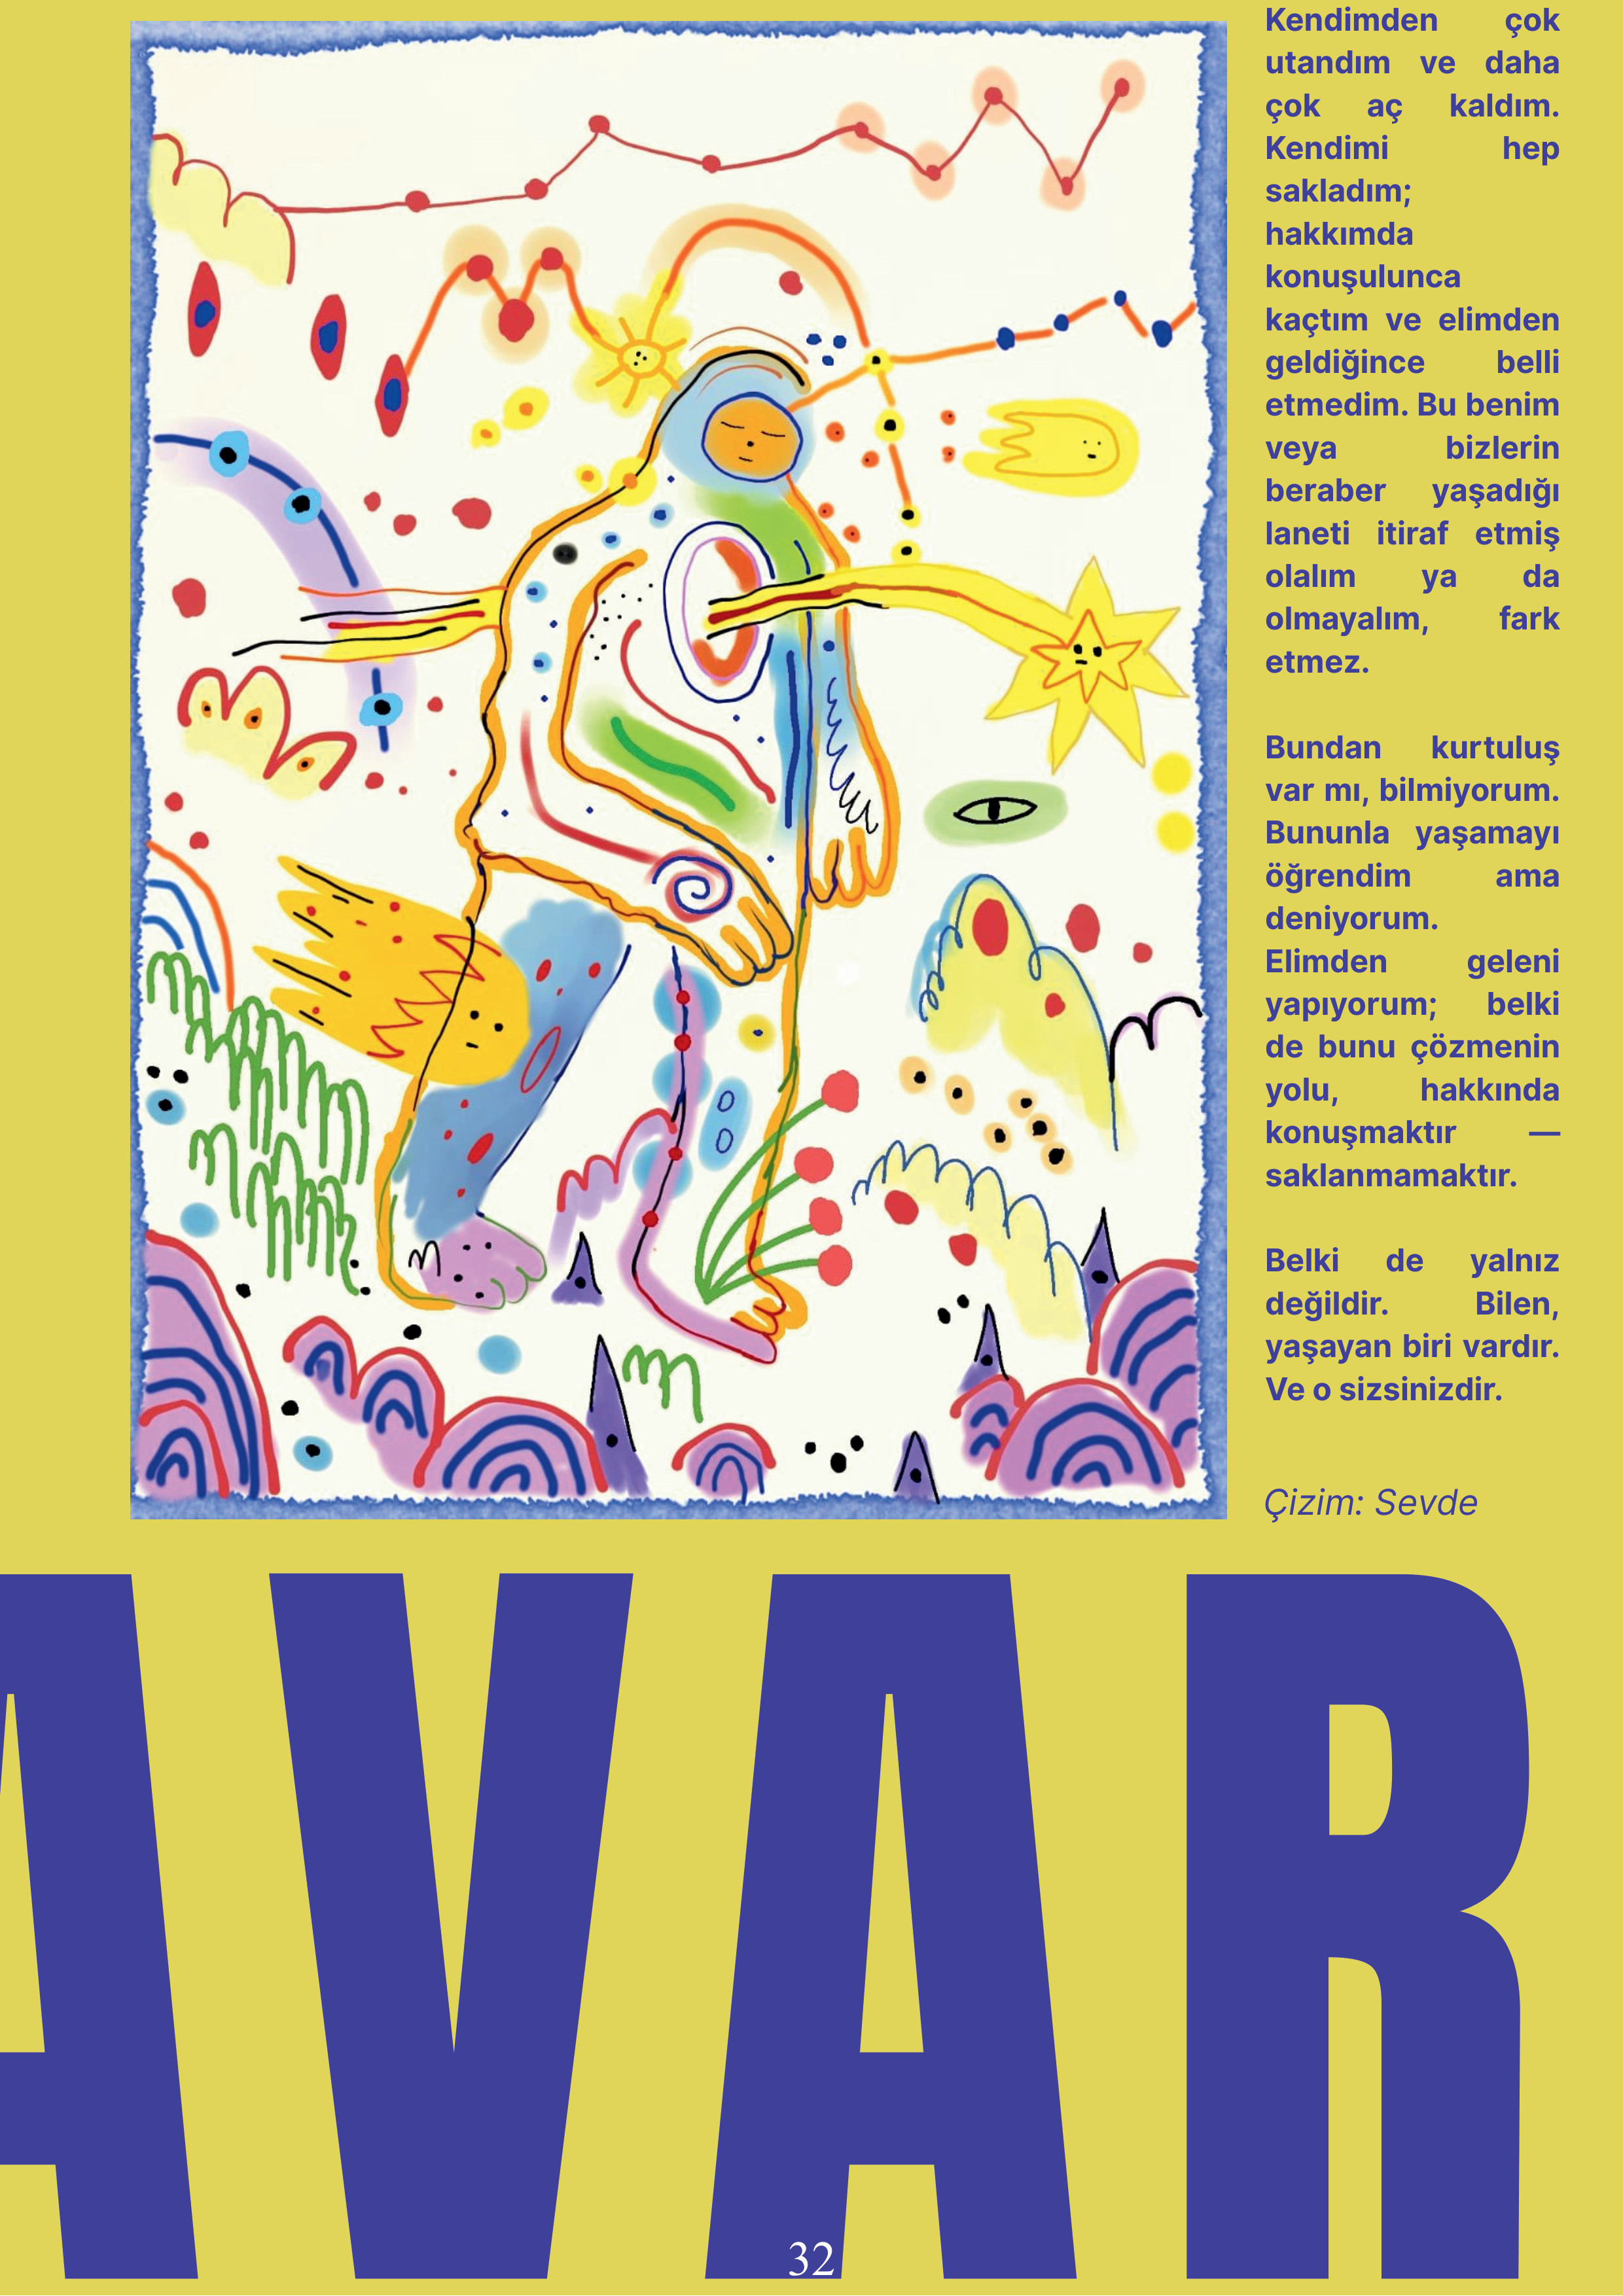 Kendimden çok
utandım ve daha
çok aç kaldım.
Kendimi hep
sakladım;
hakkımda
konuşulunca
kaçtım ve elimden
geldiğince belli
etmedim. Bu benim
veya bizlerin
beraber yaşadığı
laneti itiraf etmiş
olalım ya da
olmayalım, fark
etmez.
Bundan kurtuluş
var mı, bilmiyorum.
Bununla yaşamayı
öğrendim ama
deniyorum.
Elimden geleni
yapıyorum; belki
de bunu çözmenin
yolu, hakkında
konuşmaktır —
saklanmamaktır.
Belki de yalnız
değildir. Bilen,
yaşayan biri vardır.
Ve o sizsinizdir.
Çizim: Sevde
AVAR
32